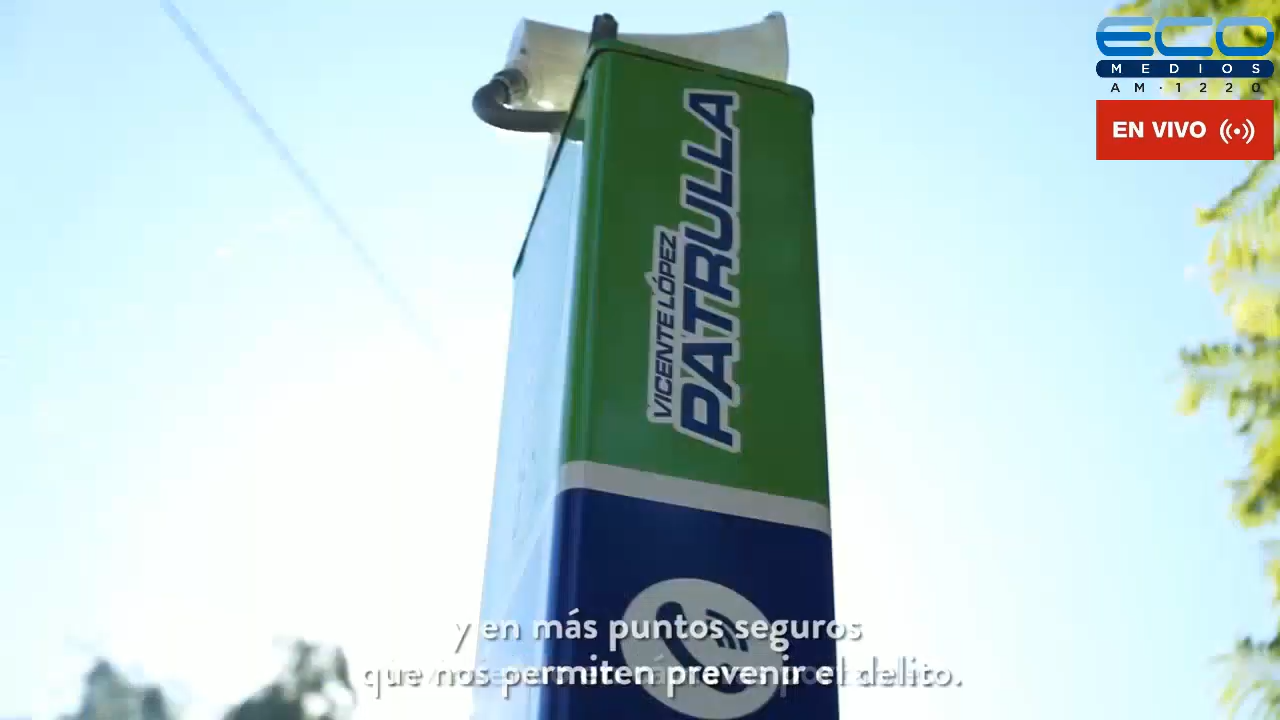 ECO
MEDIOS
AM·1220
EN VIVO
VICENTE LÓPEZ
PATRULLA
y en más puntos seguros
que nos permiten prevenir el delito.